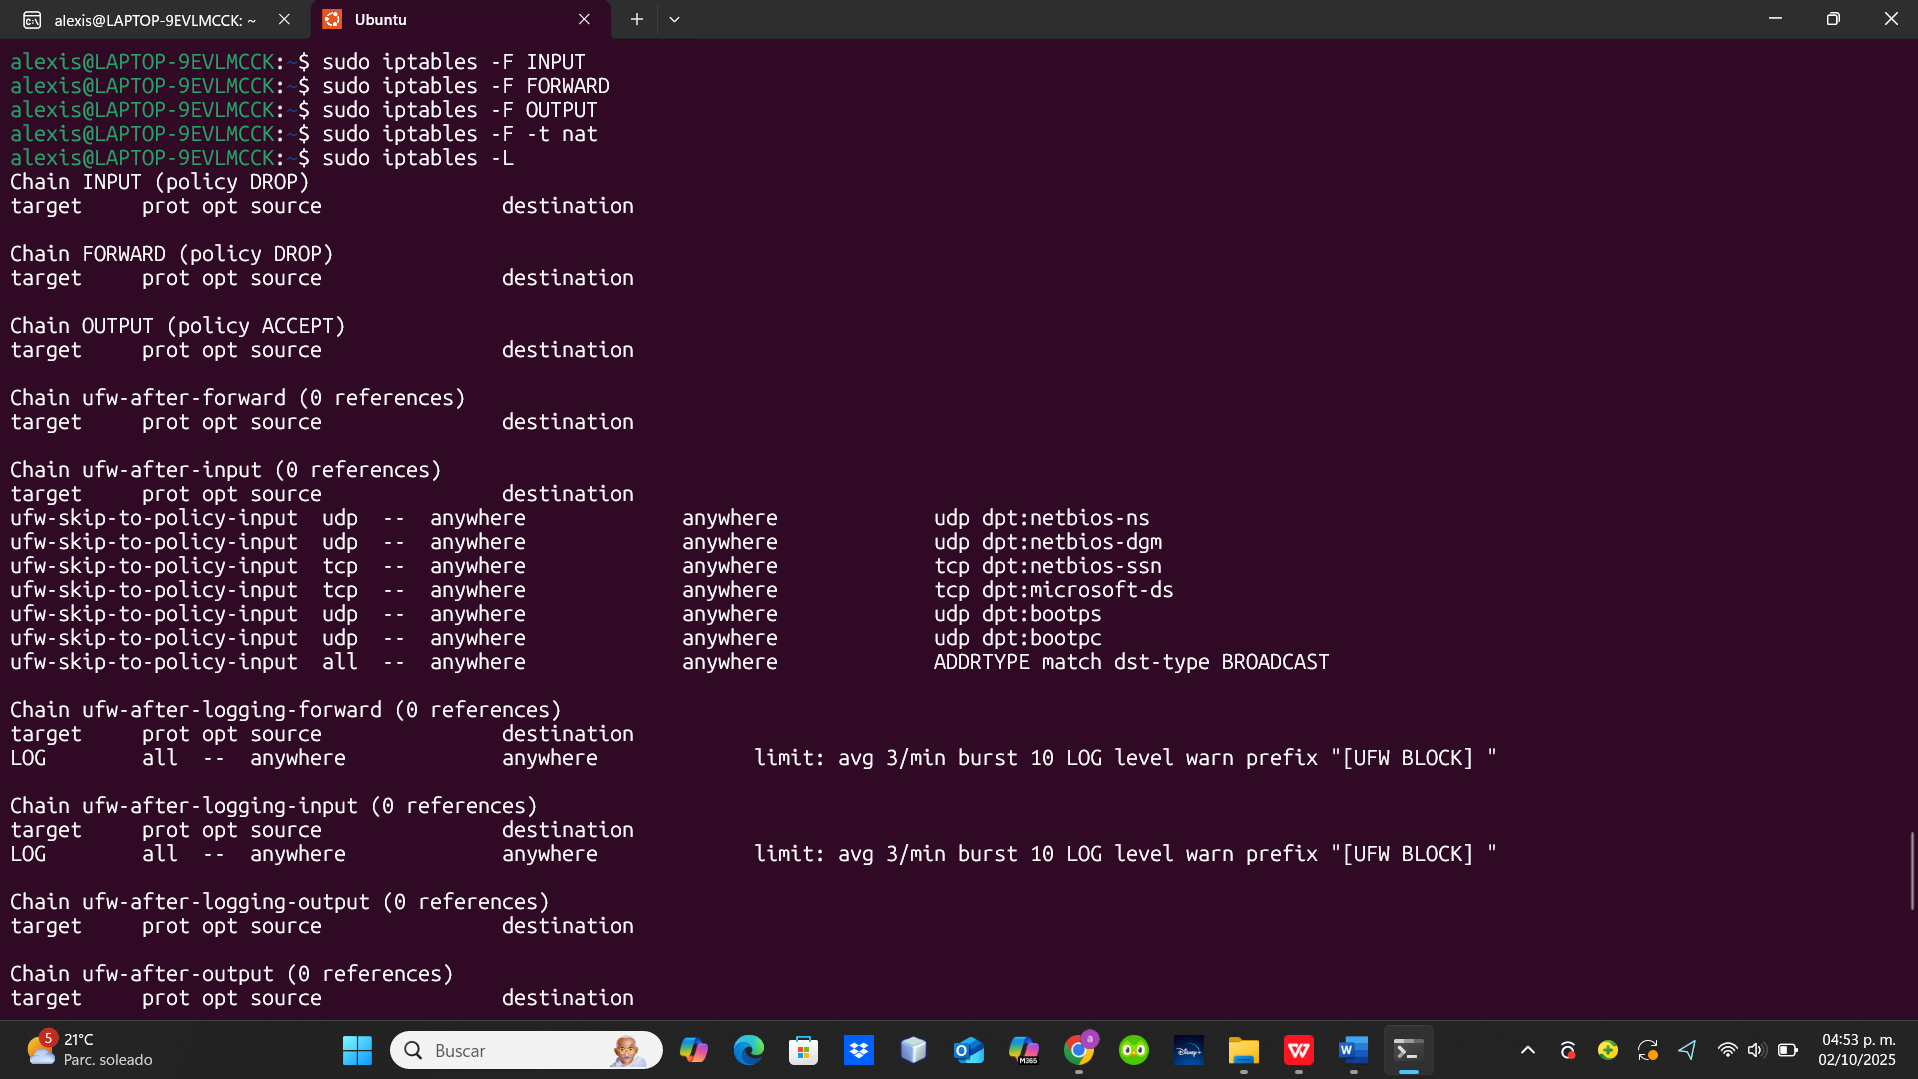 alexis@LAPTOP-9EVLMCCK: ~
Ubuntu
alexis@LAPTOP-9EVLMCCK:~$ sudo iptables -F INPUT
alexis@LAPTOP-9EVLMCCK:~$ sudo iptables -F FORWARD
alexis@LAPTOP-9EVLMCCK:~$ sudo iptables -F OUTPUT
alexis@LAPTOP-9EVLMCCK:~$ sudo iptables -F -t nat
alexis@LAPTOP-9EVLMCCK:~$ sudo iptables -L
Chain INPUT (policy DROP)
target     prot opt source               destination
Chain FORWARD (policy DROP)
target     prot opt source               destination
Chain OUTPUT (policy ACCEPT)
target     prot opt source               destination
Chain ufw-after-forward (0 references)
target     prot opt source               destination
Chain ufw-after-input (0 references)
target     prot opt source               destination
ufw-skip-to-policy-input  udp  --  anywhere             anywhere             udp dpt:netbios-ns
ufw-skip-to-policy-input  udp  --  anywhere             anywhere             udp dpt:netbios-dgm
ufw-skip-to-policy-input  tcp  --  anywhere             anywhere             tcp dpt:netbios-ssn
ufw-skip-to-policy-input  tcp  --  anywhere             anywhere             tcp dpt:microsoft-ds
ufw-skip-to-policy-input  udp  --  anywhere             anywhere             udp dpt:bootps
ufw-skip-to-policy-input  udp  --  anywhere             anywhere             udp dpt:bootpc
ufw-skip-to-policy-input  all  --  anywhere             anywhere             ADDRTYPE match dst-type BROADCAST
Chain ufw-after-logging-forward (0 references)
target     prot opt source               destination
LOG        all  --  anywhere             anywhere             limit: avg 3/min burst 10 LOG level warn prefix "[UFW BLOCK] "
Chain ufw-after-logging-input (0 references)
target     prot opt source               destination
LOG        all  --  anywhere             anywhere             limit: avg 3/min burst 10 LOG level warn prefix "[UFW BLOCK] "
Chain ufw-after-logging-output (0 references)
target     prot opt source               destination
Chain ufw-after-output (0 references)
target     prot opt source               destination
5
21°C
Parc. soleado
Buscar
M365
a
Disney+
04:53 p. m.
02/10/2025